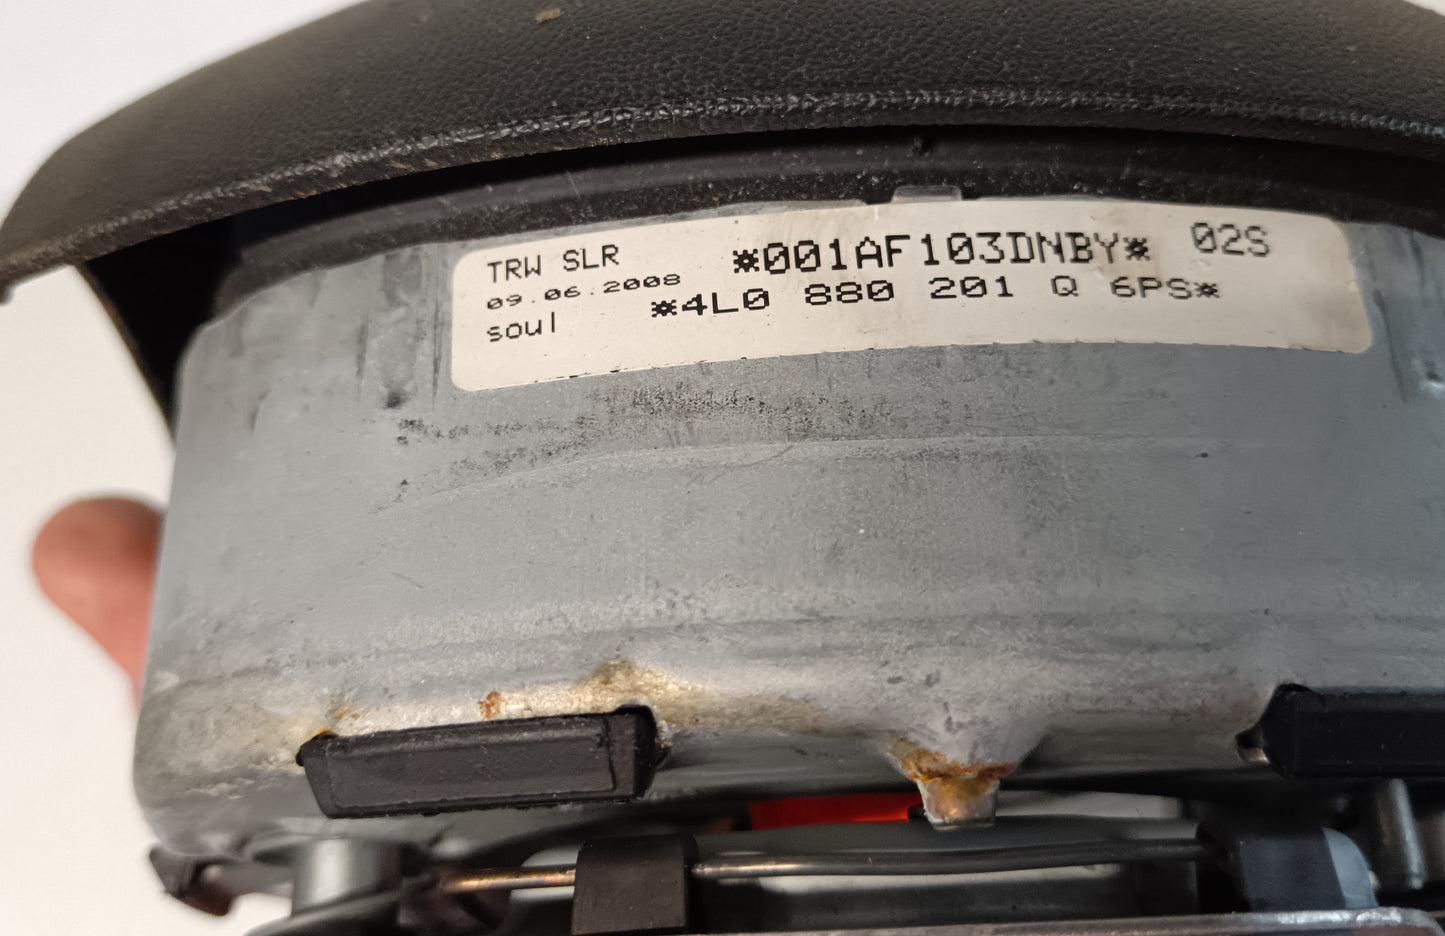 TRW SLR *001AF103DNBY* 02S
09.06.2008 *4L0 880 201 Q 6PS*
soul